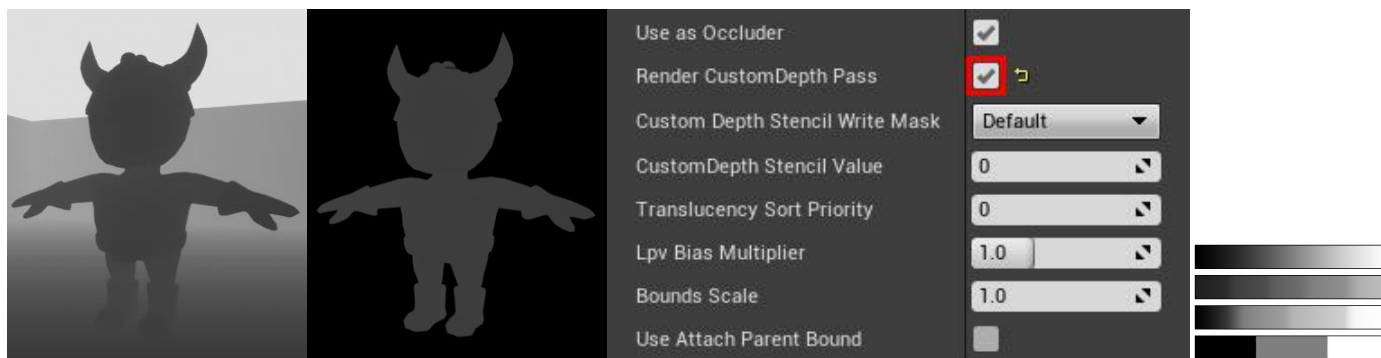 Use as Occluder
Render CustomDepth Pass
Custom Depth Stencil Write Mask Default
CustomDepth Stencil Value 0
Translucency Sort Priority 0
Lpv Bias Multiplier 1.0
Bounds Scale 1.0
Use Attach Parent Bound